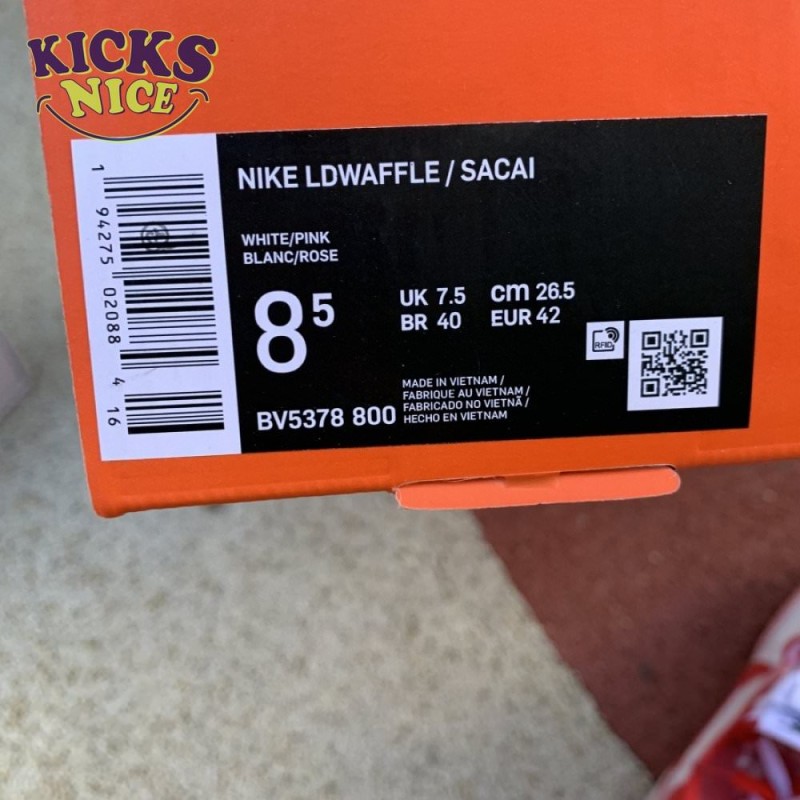 KICKS
NICE
NIKE LDWAFFLE / SACAI
WHITE/PINK
BLANC/ROSE
8 5
UK 7.5 cm 26.5
BR 40 EUR 42
RFID
BV5378 800
MADE IN VIETNAM /
FABRIQUE AU VIETNAM /
FABRICADO NO VIETNÃ /
HECHO EN VIETNAM
1 94275 02088 4 16